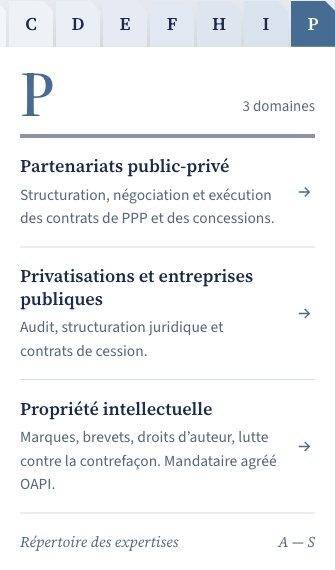 C D E F H I P
P
3 domaines
Partenariats public-privé
Structuration, négociation et exécution
des contrats de PPP et des concessions.
→
Privatisations et entreprises
publiques
Audit, structuration juridique et
contrats de cession.
→
Propriété intellectuelle
Marques, brevets, droits d’auteur, lutte
contre la contrefaçon. Mandataire agréé
OAPI.
→
Répertoire des expertises
A — S